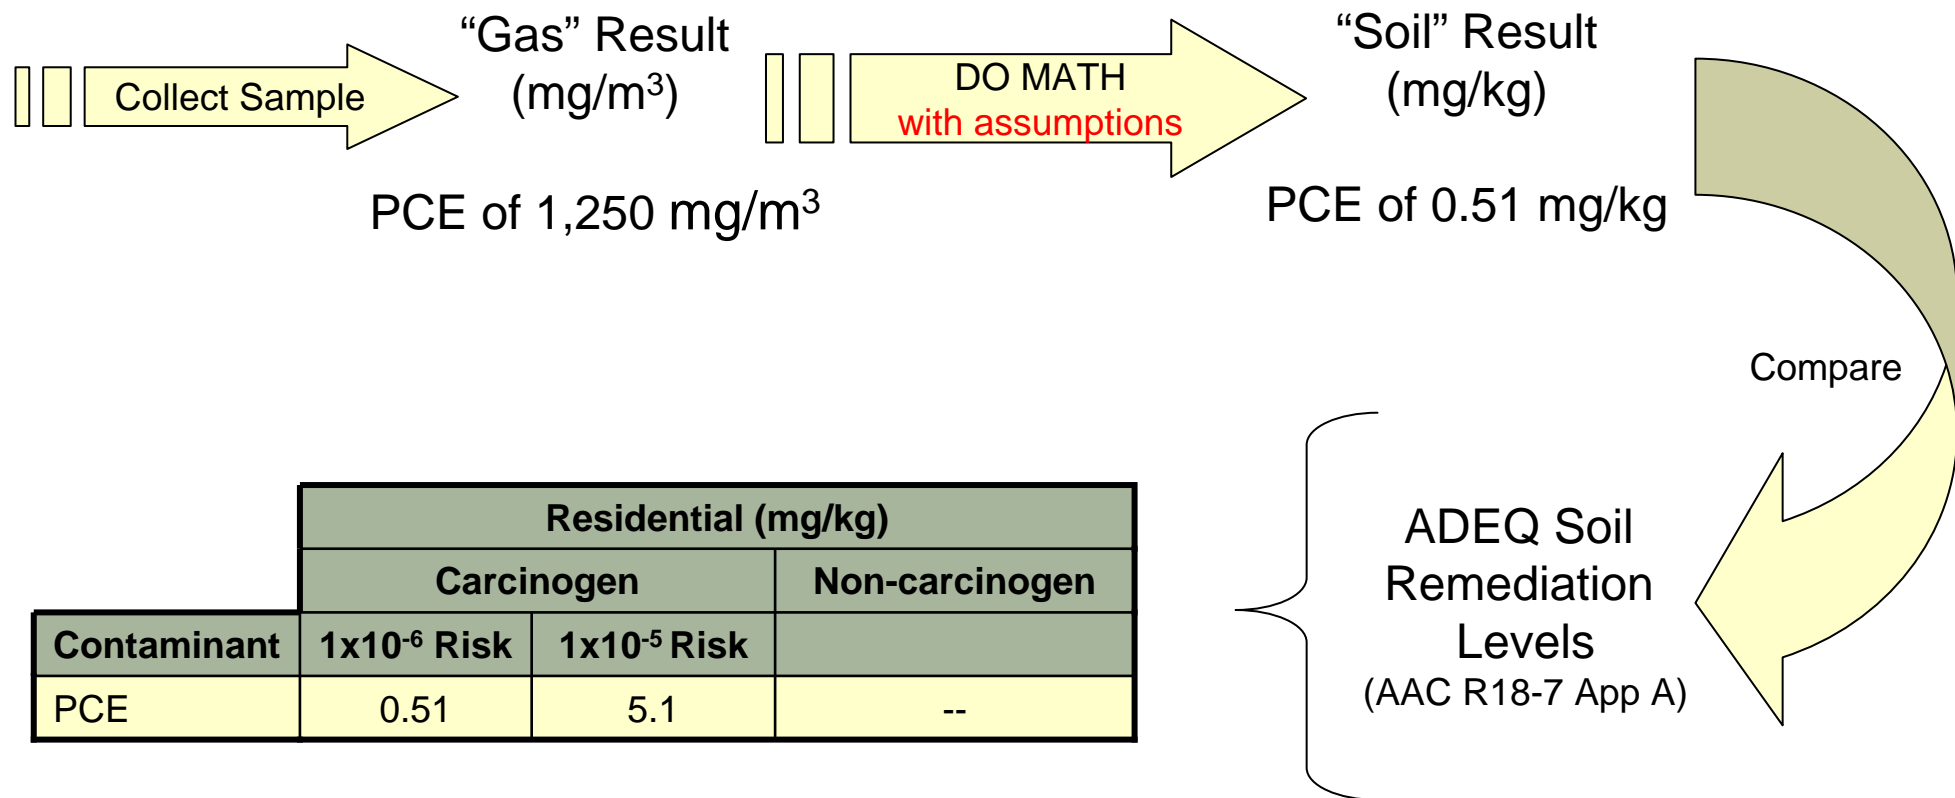 Collect Sample
“Gas” Result
(mg/m³)
DO MATH
with assumptions
“Soil” Result
(mg/kg)
PCE of 1,250 mg/m³
PCE of 0.51 mg/kg
Compare
ADEQ Soil
Remediation
Levels
(AAC R18-7 App A)
Residential (mg/kg)
Carcinogen Non-carcinogen
Contaminant 1x10⁻⁶ Risk 1x10⁻⁵ Risk
PCE 0.51 5.1 --